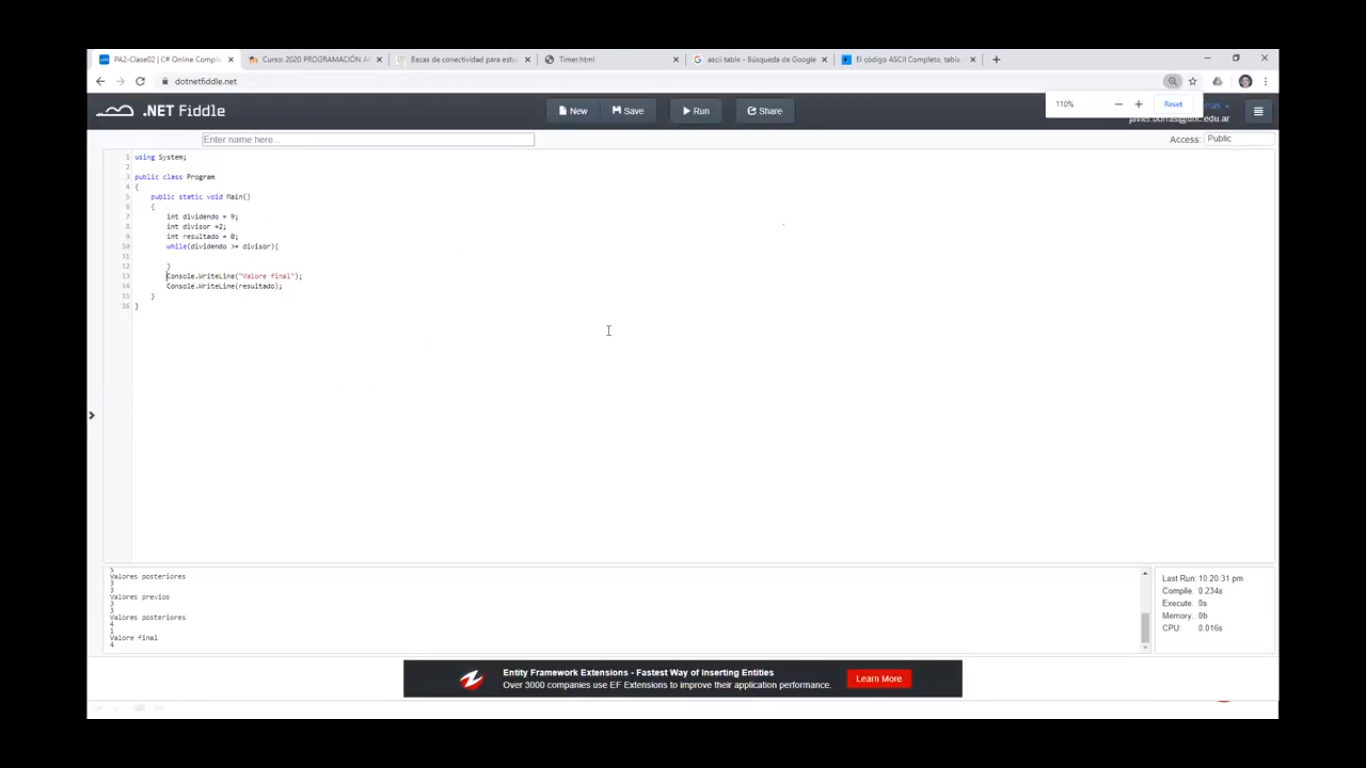 PA2-Clase02 | C# Online Compil
Curso: 2020 PROGRAMACIÓN A
Becas de conectividad para estu
Timer.html
ascii table - Búsqueda de Google
El código ASCII Completo, tabla
dotnetfiddle.net
.NET Fiddle
New
Save
Run
Share
110%
Reset
Enter name here...
Access:
Public
1 using System;
2
3 public class Program
4 {
5 public static void Main()
6 {
7 int dividendo = 9;
8 int divisor =2;
9 int resultado = 0;
10 while(dividendo >= divisor){
11
12 }
13 Console.WriteLine("Valore final");
14 Console.WriteLine(resultado);
15 }
16 }
Valores posteriores
3
3
Valores previos
3
3
Valores posteriores
4
1
Valore final
4
Last Run: 10:20:31 pm
Compile: 0.234s
Execute: 0s
Memory: 0b
CPU: 0.016s
Entity Framework Extensions - Fastest Way of Inserting Entities
Over 3000 companies use EF Extensions to improve their application performance.
Learn More